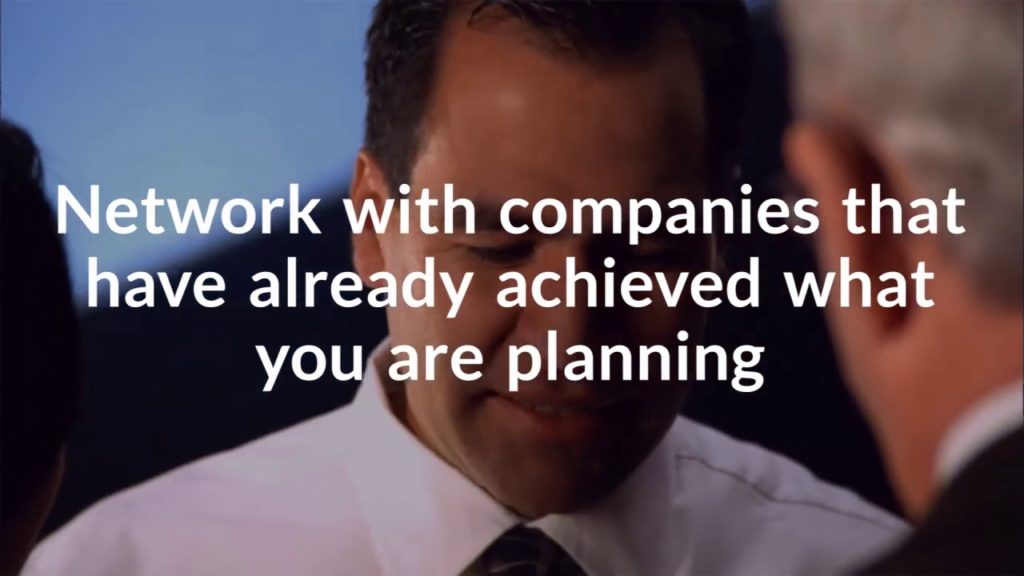 Network with companies that
have already achieved what
you are planning